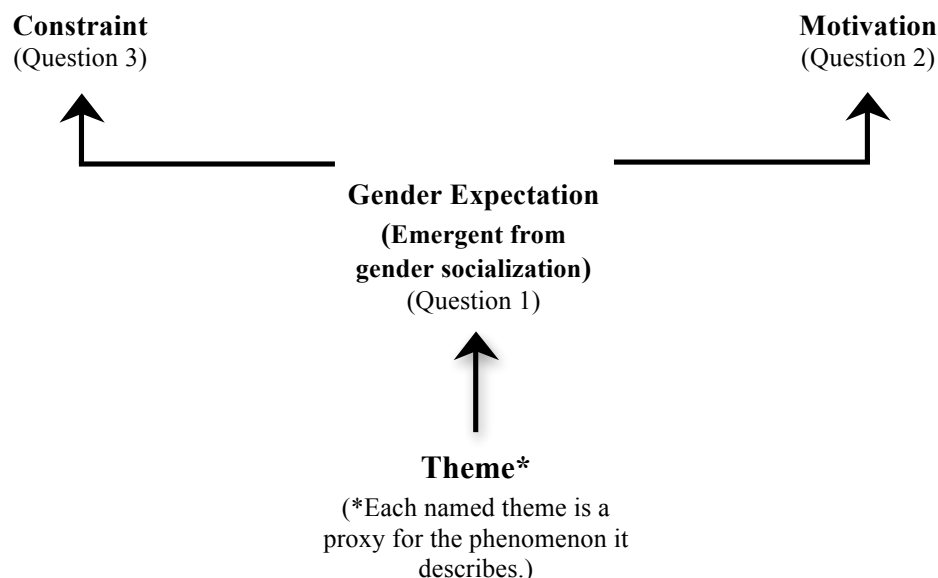 Constraint
(Question 3)
Motivation
(Question 2)
Gender Expectation
(Emergent from
gender socialization)
(Question 1)
Theme*
(*Each named theme is a
proxy for the phenomenon it
describes.)